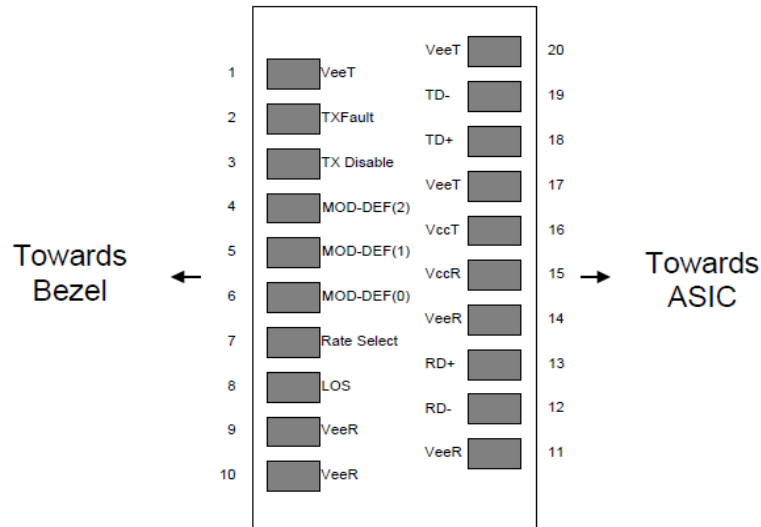 VeeT 20
1 VeeT
TD- 19
2 TXFault
TD+ 18
3 TX Disable
VeeT 17
4 MOD-DEF(2)
VccT 16
5 MOD-DEF(1)
Towards
Bezel
VccR 15
Towards
ASIC
6 MOD-DEF(0)
VeeR 14
7 Rate Select
RD+ 13
8 LOS
RD- 12
9 VeeR
VeeR 11
10 VeeR